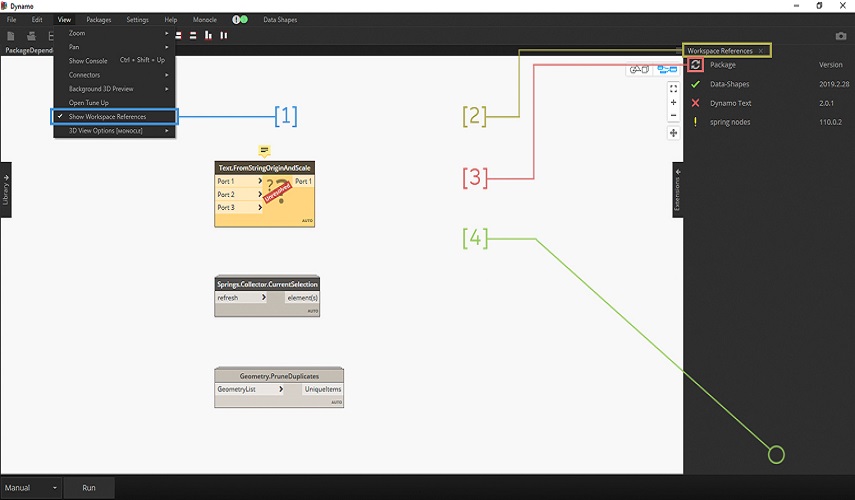 Dynamo
File Edit View Packages Settings Help Monocle Data Shapes
PackageDepend
Zoom
Pan
Show Console Ctrl + Shift + Up
Connectors
Background 3D Preview
Open Tune Up
Show Workspace References
3D View Options [MONOCLE]
[1]
[2]
[3]
[4]
Workspace References
Package Version
Data-Shapes 2019.2.28
Dynamo Text 2.0.1
spring nodes 110.0.2
Library
Extensions
Text.FromStringOriginAndScale
Port 1 Port 1
Port 2
Port 3
Unresolved
AUTO
Springs.Collector.CurrentSelection
refresh element(s)
AUTO
Geometry.PruneDuplicates
GeometryList UniqueItems
AUTO
Manual Run